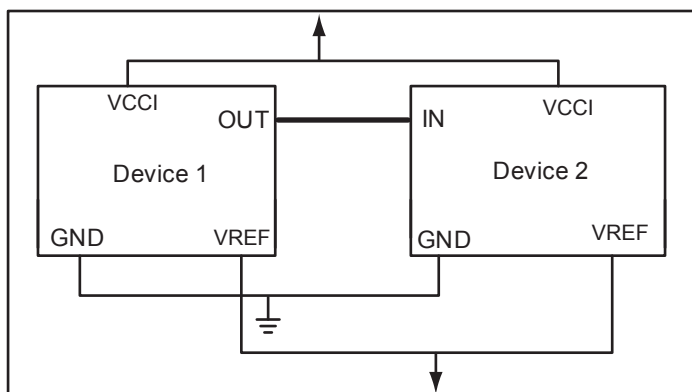 VCCI
VCCI
OUT
IN
Device 1
Device 2
GND
VREF
GND
VREF